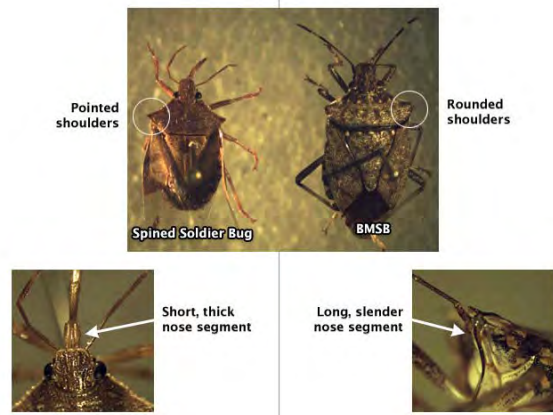 Pointed
shoulders
Rounded
shoulders
Spined Soldier Bug
BMSB
Short, thick
nose segment
Long, slender
nose segment